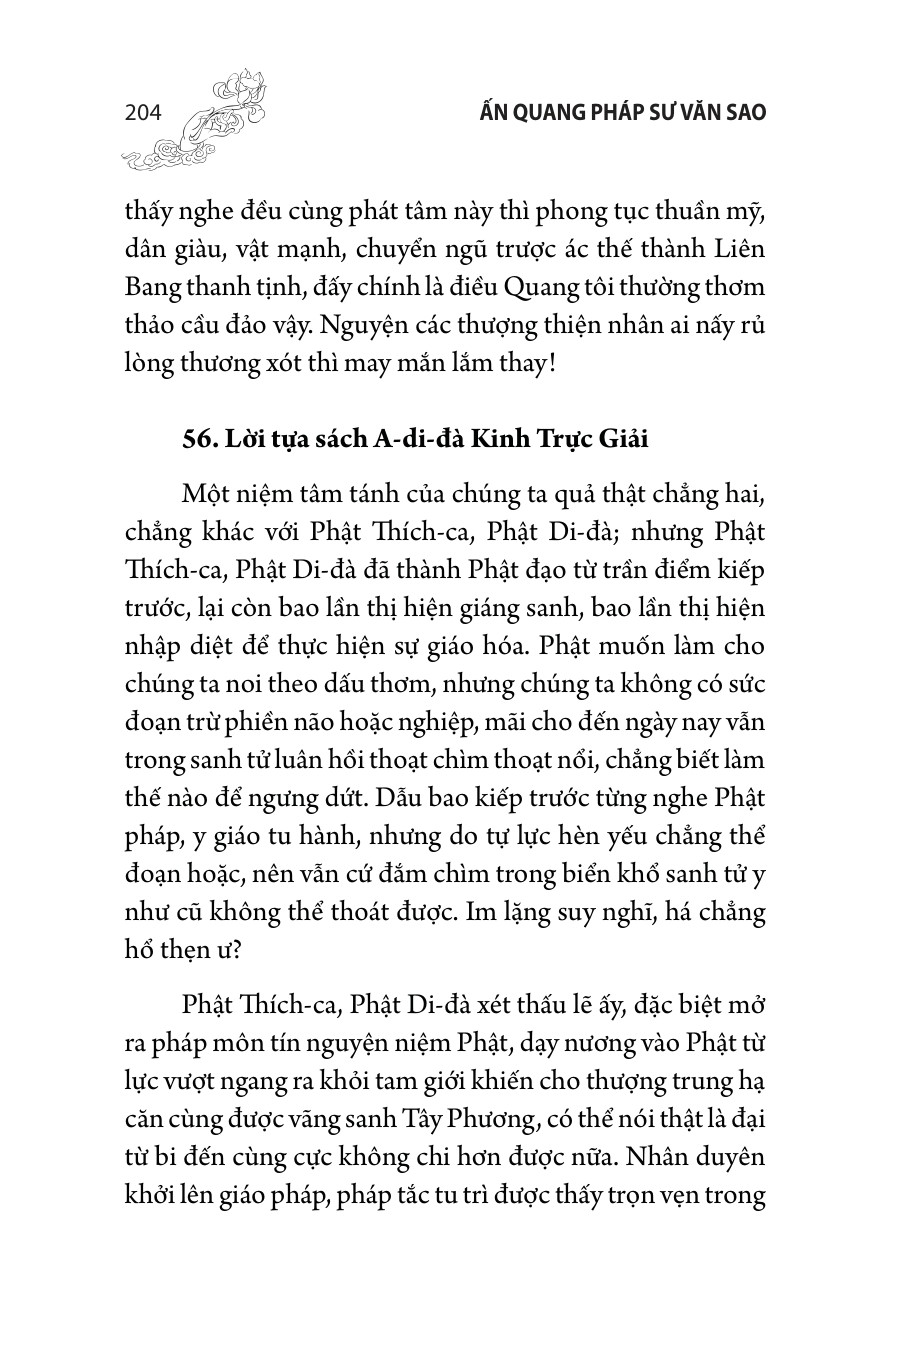 204
ẤN QUANG PHÁP SƯ VĂN SAO
thấy nghe đều cùng phát tâm này thì phong tục thuần mỹ,
dân giàu, vật mạnh, chuyển ngũ trược ác thế thành Liên
Bang thanh tịnh, đấy chính là điều Quang tôi thường thơm
thảo cầu đảo vậy. Nguyện các thượng thiện nhân ai nấy rủ
lòng thương xót thì may mắn lắm thay!
56. Lời tựa sách A-di-đà Kinh Trực Giải
Một niệm tâm tánh của chúng ta quả thật chẳng hai,
chẳng khác với Phật Thích-ca, Phật Di-đà; nhưng Phật
Thích-ca, Phật Di-đà đã thành Phật đạo từ trần điểm kiếp
trước, lại còn bao lần thị hiện giáng sanh, bao lần thị hiện
nhập diệt để thực hiện sự giáo hóa. Phật muốn làm cho
chúng ta noi theo dấu thơm, nhưng chúng ta không có sức
đoạn trừ phiền não hoặc nghiệp, mãi cho đến ngày nay vẫn
trong sanh tử luân hồi thoạt chìm thoạt nổi, chẳng biết làm
thế nào để ngưng dứt. Dẫu bao kiếp trước từng nghe Phật
pháp, y giáo tu hành, nhưng do tự lực hèn yếu chẳng thể
đoạn hoặc, nên vẫn cứ đắm chìm trong biển khổ sanh tử y
như cũ không thể thoát được. Im lặng suy nghĩ, há chẳng
hổ thẹn ư?
Phật Thích-ca, Phật Di-đà xét thấu lẽ ấy, đặc biệt mở
ra pháp môn tín nguyện niệm Phật, dạy nương vào Phật từ
lực vượt ngang ra khỏi tam giới khiến cho thượng trung hạ
căn cùng được vãng sanh Tây Phương, có thể nói thật là đại
từ bi đến cùng cực không chi hơn được nữa. Nhân duyên
khởi lên giáo pháp, pháp tắc tu trì được thấy trọn vẹn trong